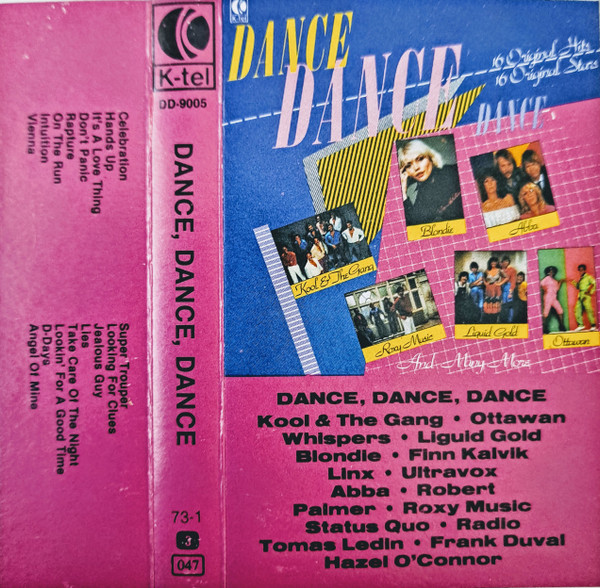 Celebration
Hands Up
It's A Love Thing
Don't Panic
Rapture
On The Run
Intuition
Vienna
Super Trouper
Looking For Clues
Jealous Guy
Lies
Take Care Of The Night
Lookin' For A Good Time
D-Days
Angel Of Mine
K-tel
DD-9005
DANCE, DANCE, DANCE
73-1
047
K-tel
DANCE
DANCE
DANCE
16 Original Hits
16 Original Stars
Blondie
Abba
Kool & The Gang
Roxy Music
Liquid Gold
Ottawan
And Many More
DANCE, DANCE, DANCE
Kool & The Gang • Ottawan
Whispers • Liguid Gold
Blondie • Finn Kalvik
Linx • Ultravox
Abba • Robert
Palmer • Roxy Music
Status Quo • Radio
Tomas Ledin • Frank Duval
Hazel O'Connor